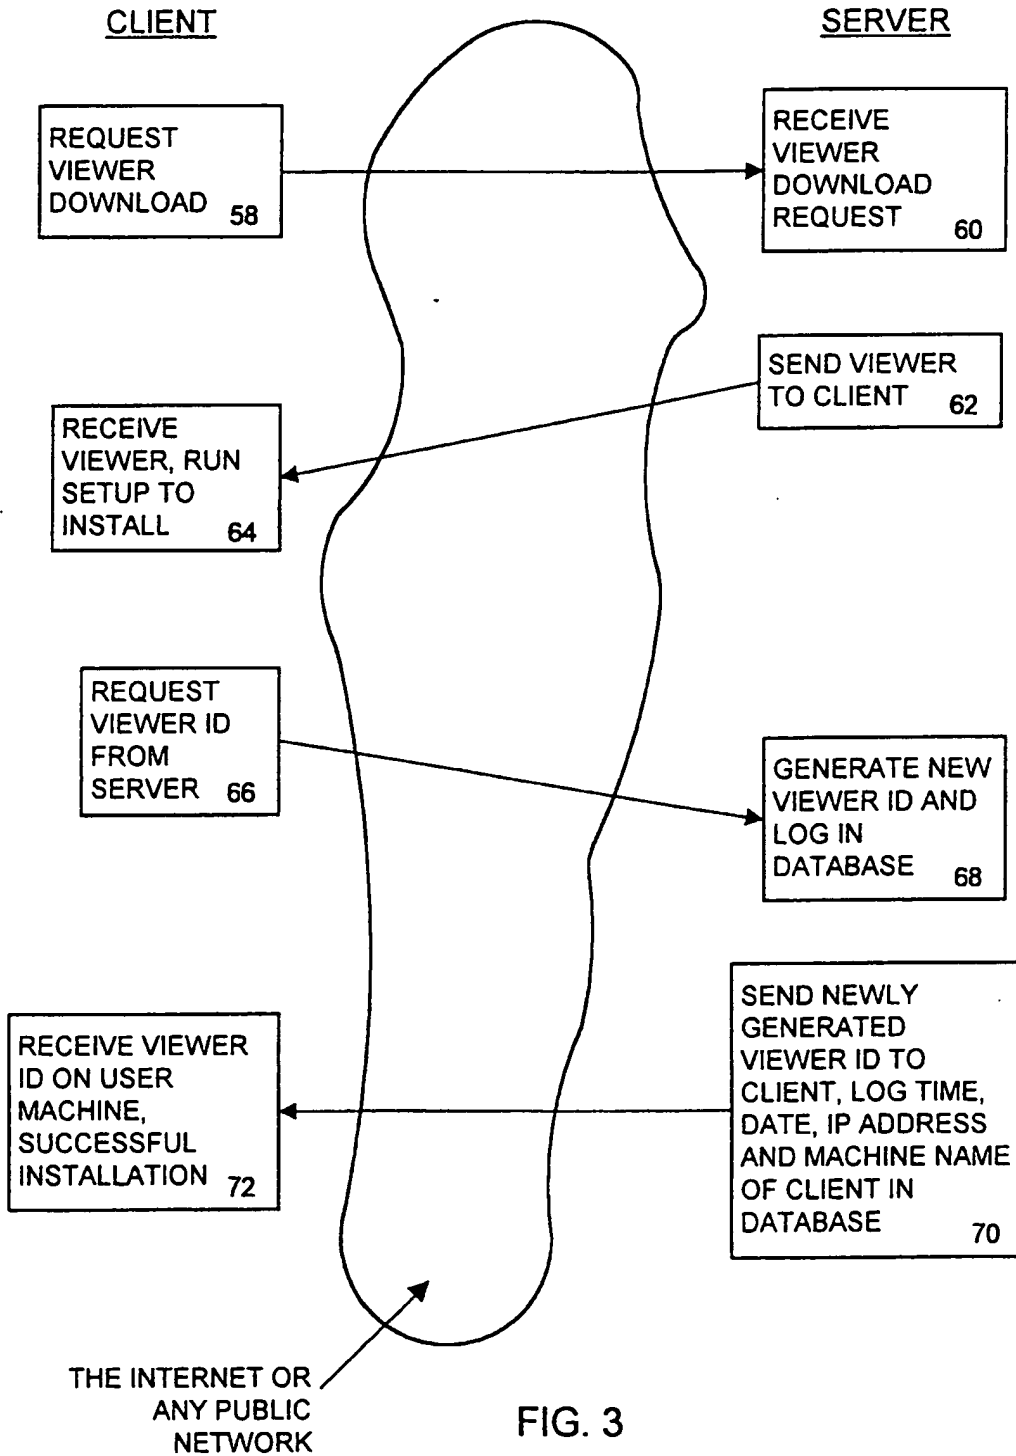 CLIENT
SERVER
REQUEST
VIEWER
DOWNLOAD 58
RECEIVE
VIEWER
DOWNLOAD
REQUEST 60
SEND VIEWER
TO CLIENT 62
RECEIVE
VIEWER, RUN
SETUP TO
INSTALL 64
REQUEST
VIEWER ID
FROM
SERVER 66
GENERATE NEW
VIEWER ID AND
LOG IN
DATABASE 68
SEND NEWLY
GENERATED
VIEWER ID TO
CLIENT, LOG TIME,
DATE, IP ADDRESS
AND MACHINE NAME
OF CLIENT IN
DATABASE 70
RECEIVE VIEWER
ID ON USER
MACHINE,
SUCCESSFUL
INSTALLATION 72
THE INTERNET OR
ANY PUBLIC
NETWORK
FIG. 3